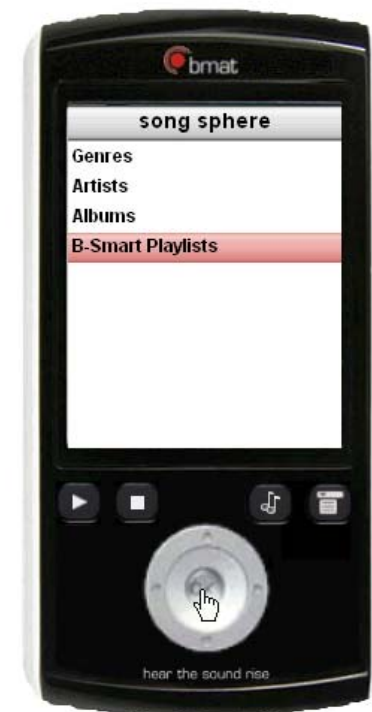 bmat
song sphere
Genres
Artists
Albums
B-Smart Playlists
hear the sound rise